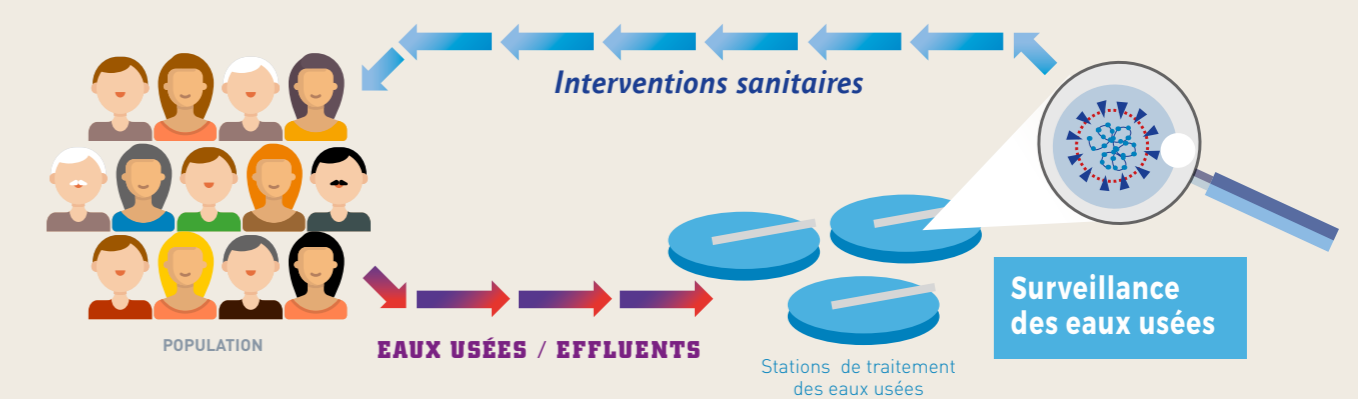 Interventions sanitaires
Surveillance
des eaux usées
POPULATION
EAUX USÉES / EFFLUENTS
Stations de traitement
des eaux usées